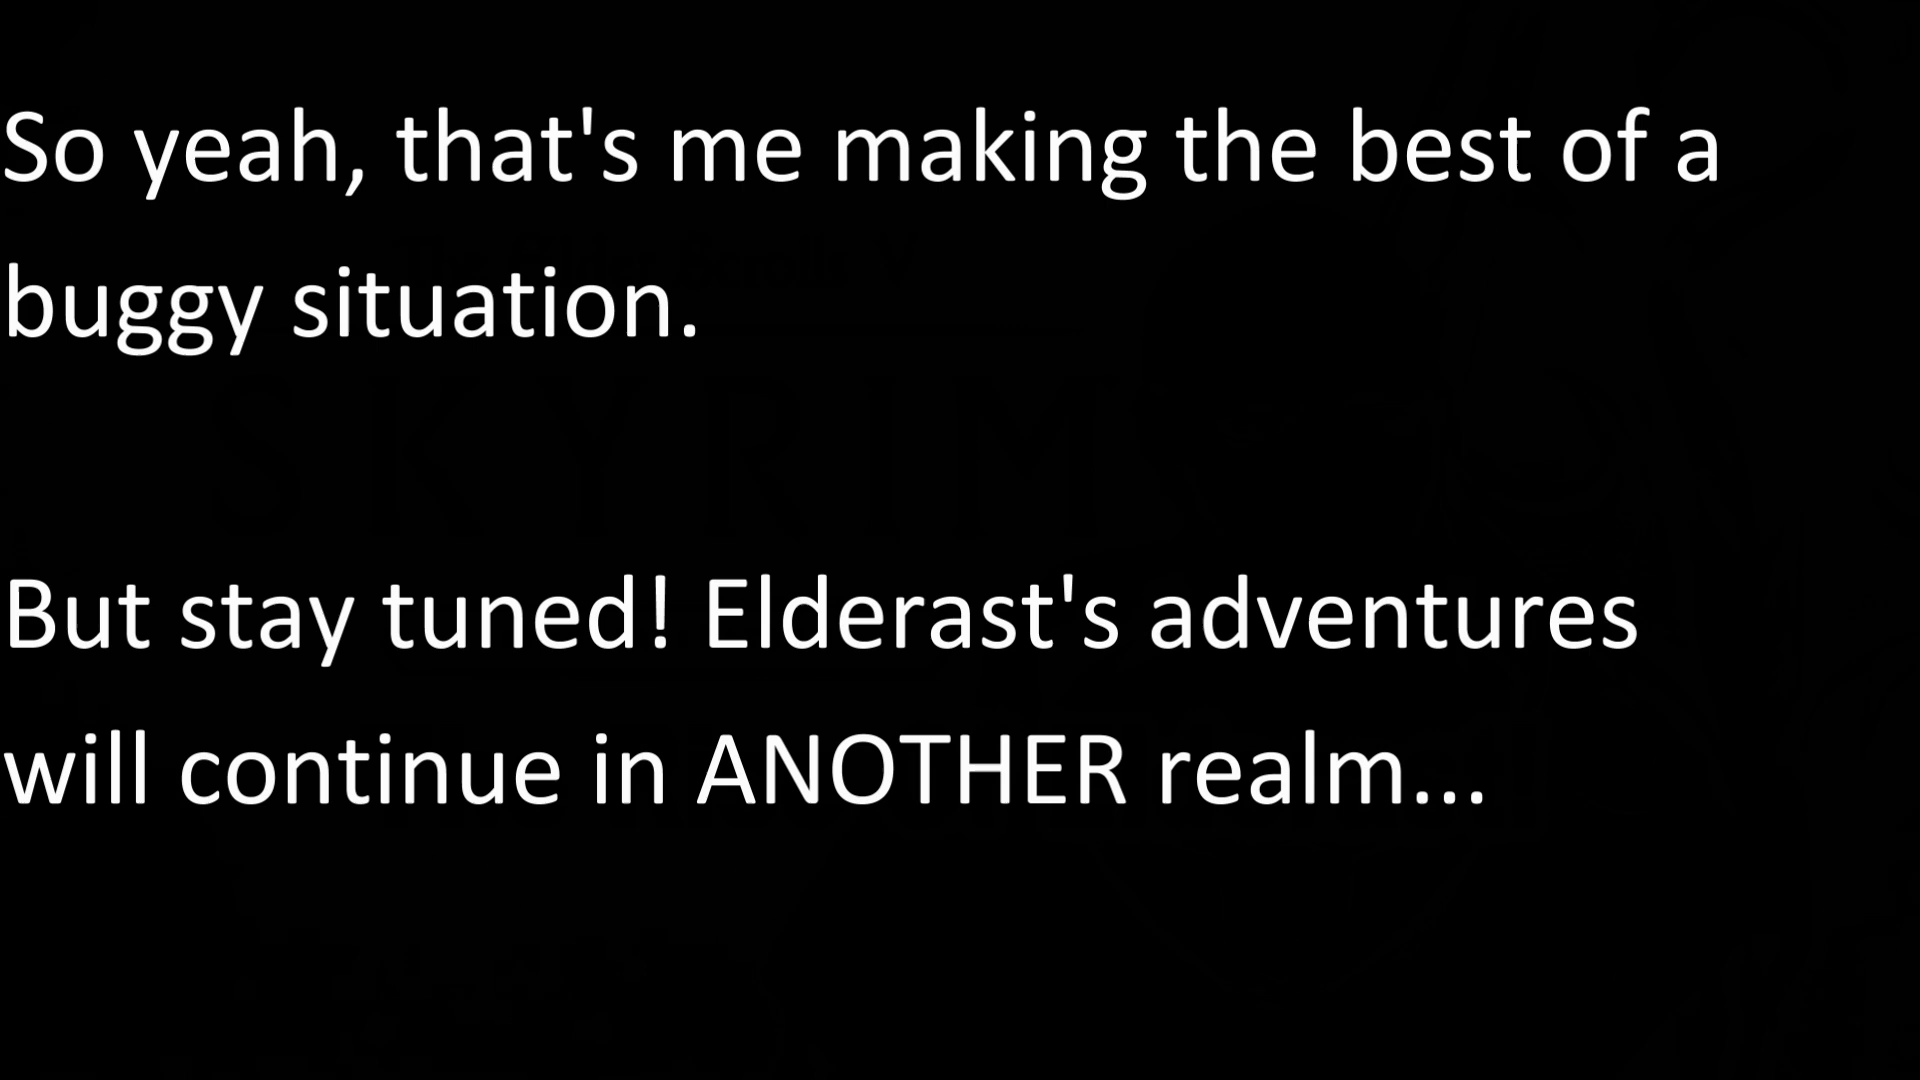 So yeah, that's me making the best of a
buggy situation.
SKYRIM
But stay tuned! Elderast's adventures
will continue in ANOTHER realm...